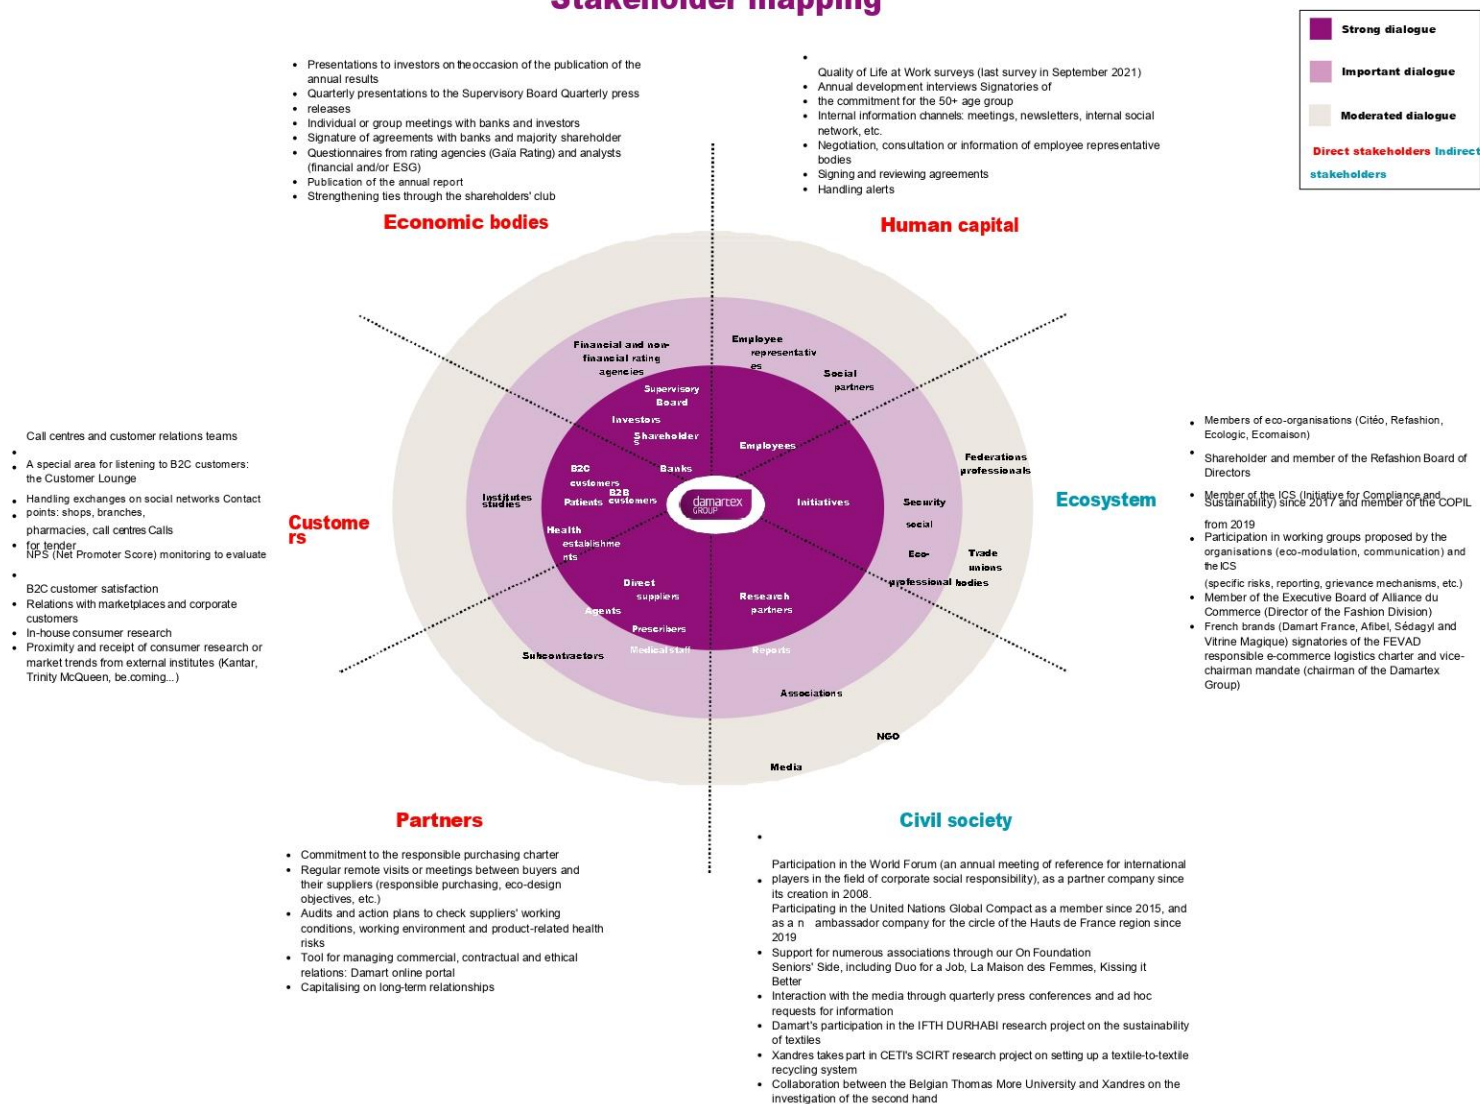 Stakeholder mapping
Strong dialogue
Important dialogue
Moderated dialogue
Direct stakeholders Indirect
stakeholders
• Presentations to investors on the occasion of the publication of the
annual results
• Quarterly presentations to the Supervisory Board Quarterly press
• releases
• Individual or group meetings with banks and investors
• Signature of agreements with banks and majority shareholder
• Questionnaires from rating agencies (Gaïa Rating) and analysts
(financial and/or ESG)
• Publication of the annual report
• Strengthening ties through the shareholders' club
Economic bodies
•
Quality of Life at Work surveys (last survey in September 2021)
• Annual development interviews Signatories of
• the commitment for the 50+ age group
• Internal information channels: meetings, newsletters, internal social
network, etc.
• Negotiation, consultation or information of employee representative
bodies
• Signing and reviewing agreements
• Handling alerts
Human capital
Financial and non-
financial rating
agencies
Supervisory
Board
Investors
Shareholder
s
Banks
Employee
representativ
es
Social
partners
Employees
B2C
customers
B2B
customers
Patients
Institutes
studies
Health
establishme
nts
damartex
GROUP
Initiatives
Federations
professionals
Security
social
Eco-
professional bodies
Trade
unions
Direct
suppliers
Agents
Prescribers
Medical staff
Subcontractors
Research
partners
Reports
Associations
NGO
Media
Call centres and customer relations teams
•
• A special area for listening to B2C customers:
the Customer Lounge
• Handling exchanges on social networks Contact
• points: shops, branches,
pharmacies, call centres Calls
• for tender
NPS (Net Promoter Score) monitoring to evaluate
•
B2C customer satisfaction
• Relations with marketplaces and corporate
customers
• In-house consumer research
• Proximity and receipt of consumer research or
market trends from external institutes (Kantar,
Trinity McQueen, be.coming...)
Custome
rs
Ecosystem
• Members of eco-organisations (Citéo, Refashion,
Ecologic, Ecomaison)
• Shareholder and member of the Refashion Board of
Directors
• Member of the ICS (Initiative for Compliance and
Sustainability) since 2017 and member of the COPIL
from 2019
• Participation in working groups proposed by the
organisations (eco-modulation, communication) and
the ICS
(specific risks, reporting, grievance mechanisms, etc.)
• Member of the Executive Board of Alliance du
Commerce (Director of the Fashion Division)
• French brands (Damart France, Afibel, Sédagyl and
Vitrine Magique) signatories of the FEVAD
responsible e-commerce logistics charter and vice-
chairman mandate (chairman of the Damartex
Group)
Partners
• Commitment to the responsible purchasing charter
• Regular remote visits or meetings between buyers and
their suppliers (responsible purchasing, eco-design
objectives, etc.)
• Audits and action plans to check suppliers' working
conditions, working environment and product-related health
risks
• Tool for managing commercial, contractual and ethical
relations: Damart online portal
• Capitalising on long-term relationships
Civil society
•
Participation in the World Forum (an annual meeting of reference for international
• players in the field of corporate social responsibility), as a partner company since
its creation in 2008.
Participating in the United Nations Global Compact as a member since 2015, and
as a n ambassador company for the circle of the Hauts de France region since
2019
• Support for numerous associations through our On Foundation
Seniors' Side, including Duo for a Job, La Maison des Femmes, Kissing it
Better
• Interaction with the media through quarterly press conferences and ad hoc
requests for information
• Damart's participation in the IFTH DURHABI research project on the sustainability
of textiles
• Xandres takes part in CETI's SCIRT research project on setting up a textile-to-textile
recycling system
• Collaboration between the Belgian Thomas More University and Xandres on the
investigation of the second hand